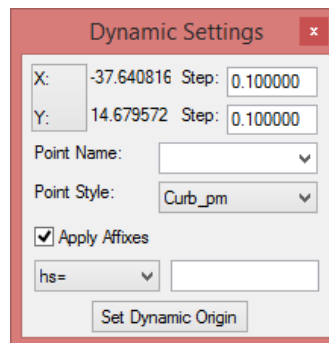 Dynamic Settings x
X: -37.640816 Step: 0.100000
Y: 14.679572 Step: 0.100000
Point Name:
Point Style: Curb_pm
Apply Affixes
hs=
Set Dynamic Origin